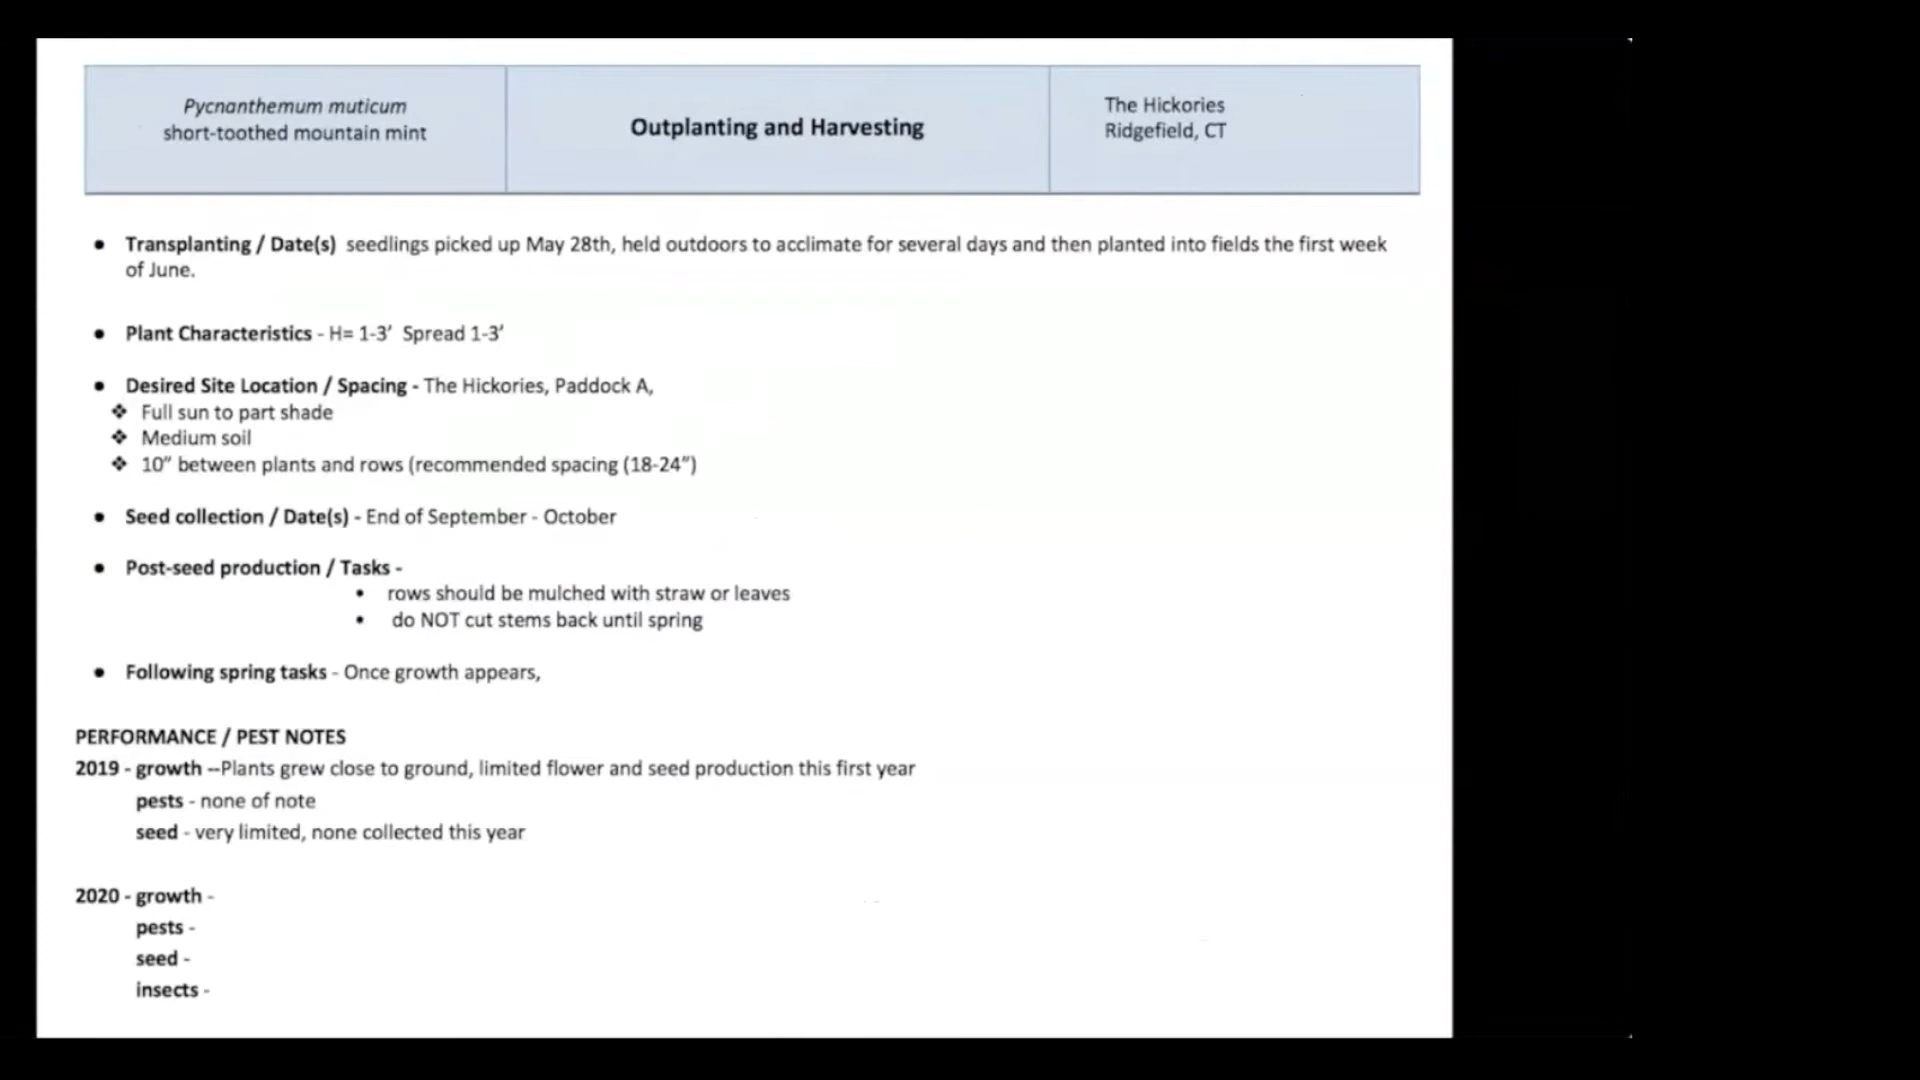 Pycnanthemum muticum
short-toothed mountain mint
Outplanting and Harvesting
The Hickories
Ridgefield, CT
● Transplanting / Date(s) seedlings picked up May 28th, held outdoors to acclimate for several days and then planted into fields the first week
of June.
● Plant Characteristics - H= 1-3’ Spread 1-3’
● Desired Site Location / Spacing - The Hickories, Paddock A,
❖ Full sun to part shade
❖ Medium soil
❖ 10” between plants and rows (recommended spacing (18-24”)
● Seed collection / Date(s) - End of September - October
● Post-seed production / Tasks -
• rows should be mulched with straw or leaves
• do NOT cut stems back until spring
● Following spring tasks - Once growth appears,
PERFORMANCE / PEST NOTES
2019 - growth --Plants grew close to ground, limited flower and seed production this first year
pests - none of note
seed - very limited, none collected this year
2020 - growth -
pests -
seed -
insects -